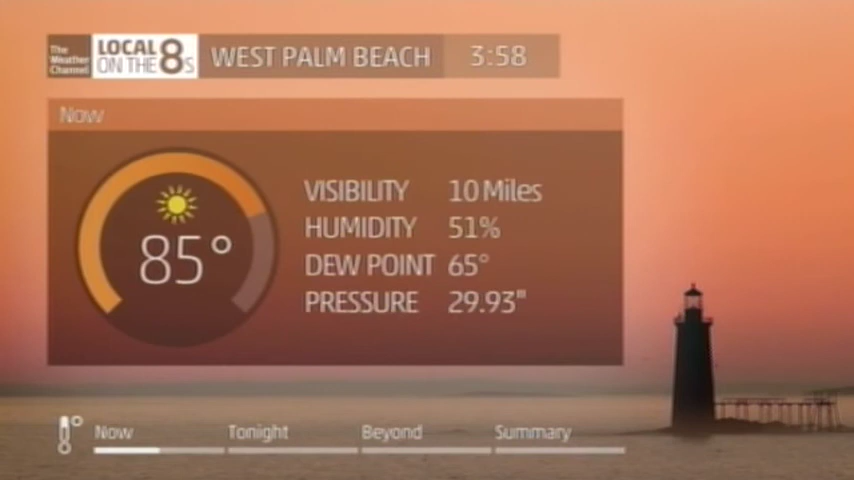 The Weather Channel
LOCAL ON THE 8s
WEST PALM BEACH 3:58
Now
85°
VISIBILITY 10 Miles
HUMIDITY 51%
DEW POINT 65°
PRESSURE 29.93"
Now Tonight Beyond Summary